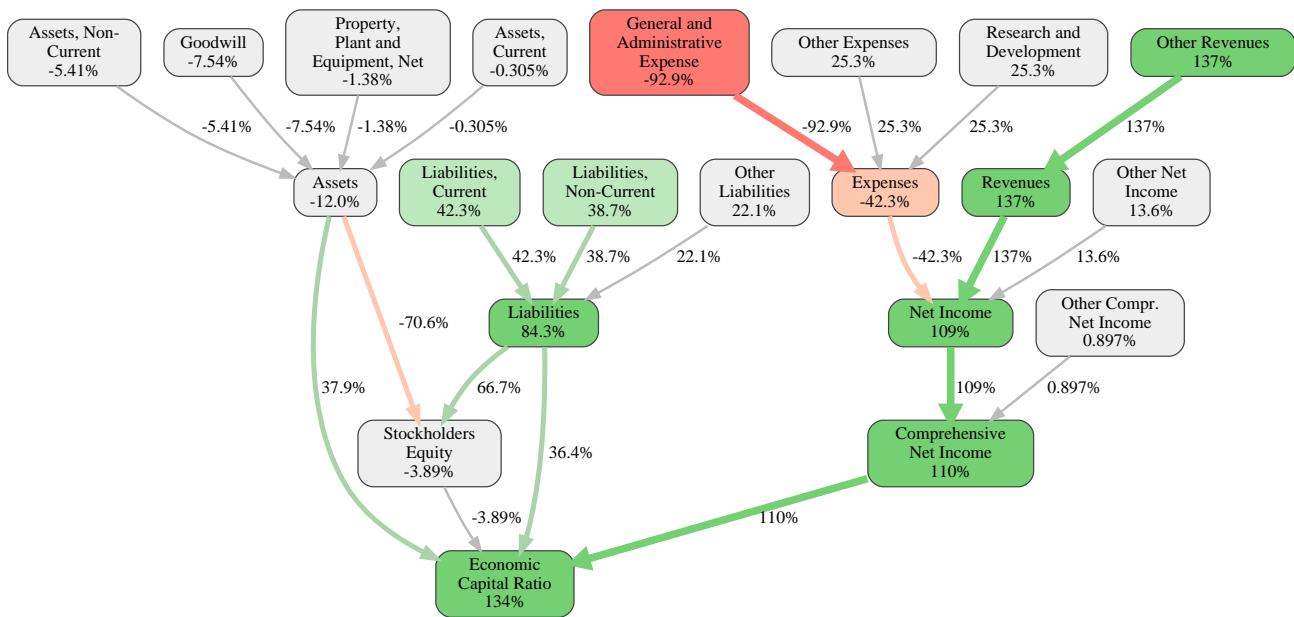 Assets, Non-
Current
-5.41%
Goodwill
-7.54%
Property,
Plant and
Equipment, Net
-1.38%
Assets,
Current
-0.305%
General and
Administrative
Expense
-92.9%
Other Expenses
25.3%
Research and
Development
25.3%
Other Revenues
137%
-5.41%
-7.54%
-1.38%
-0.305%
-92.9%
25.3%
25.3%
137%
Assets
-12.0%
Liabilities,
Current
42.3%
Liabilities,
Non-Current
38.7%
Other
Liabilities
22.1%
Expenses
-42.3%
Revenues
137%
Other Net
Income
13.6%
42.3%
38.7%
22.1%
-42.3%
137%
13.6%
Liabilities
84.3%
Net Income
109%
Other Compr.
Net Income
0.897%
-70.6%
37.9%
66.7%
109%
0.897%
Stockholders
Equity
-3.89%
36.4%
Comprehensive
Net Income
110%
-3.89%
110%
Economic
Capital Ratio
134%